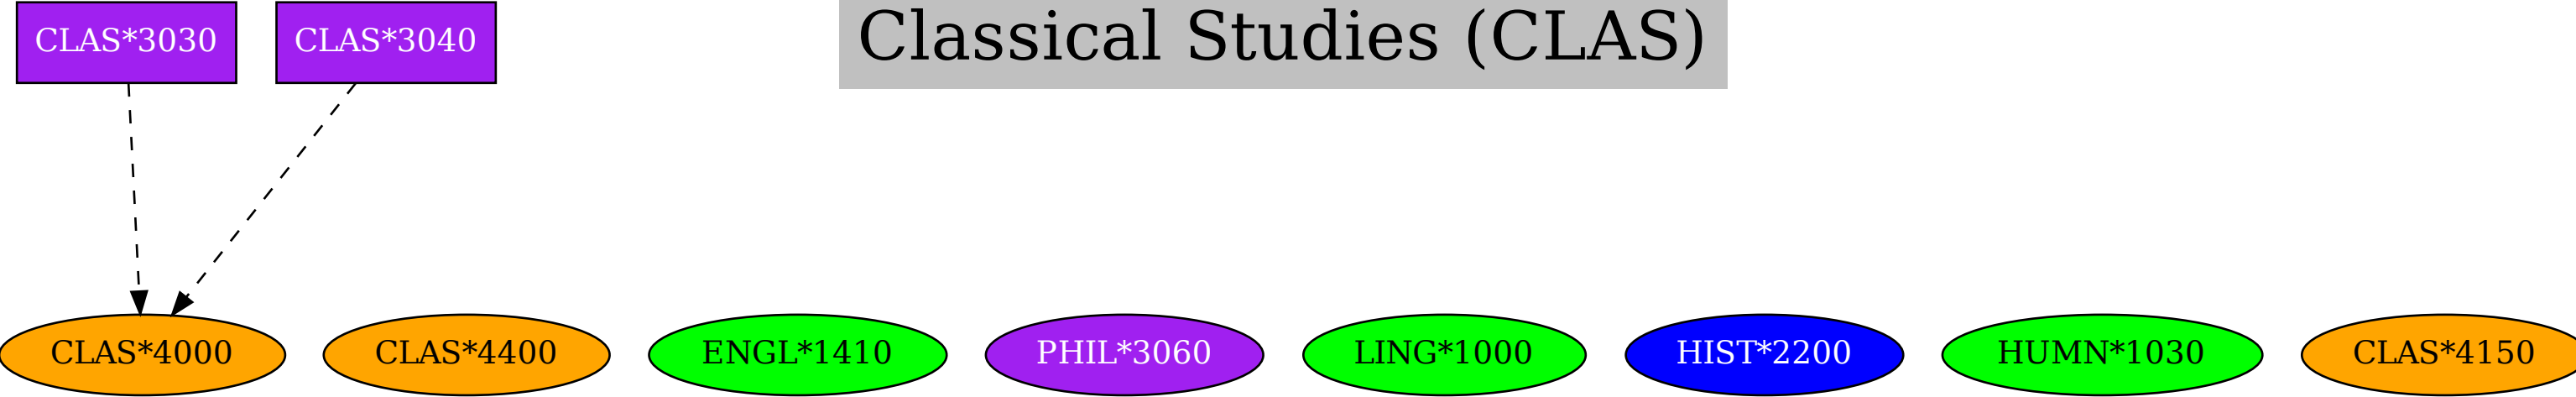 CLAS*3030
CLAS*3040
Classical Studies (CLAS)
CLAS*4000
CLAS*4400
ENGL*1410
PHIL*3060
LING*1000
HIST*2200
HUMN*1030
CLAS*4150